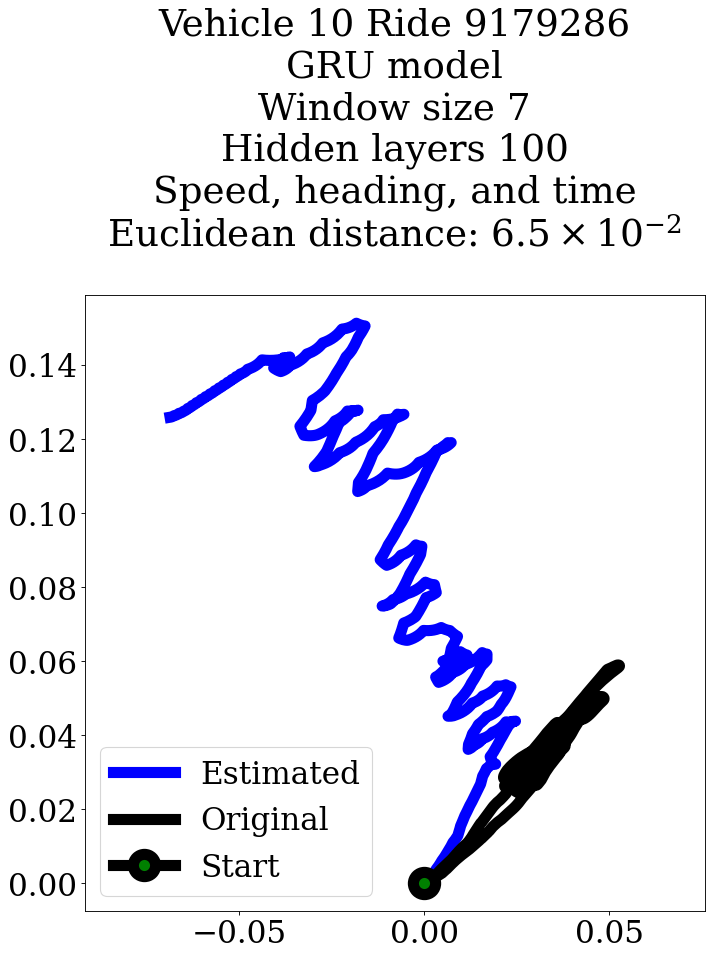 Vehicle 10 Ride 9179286
GRU model
Window size 7
Hidden layers 100
Speed, heading, and time
Euclidean distance: 6.5 × 10⁻²
0.14
0.12
0.10
0.08
0.06
0.04
0.02
0.00
Estimated
Original
Start
−0.05
0.00
0.05